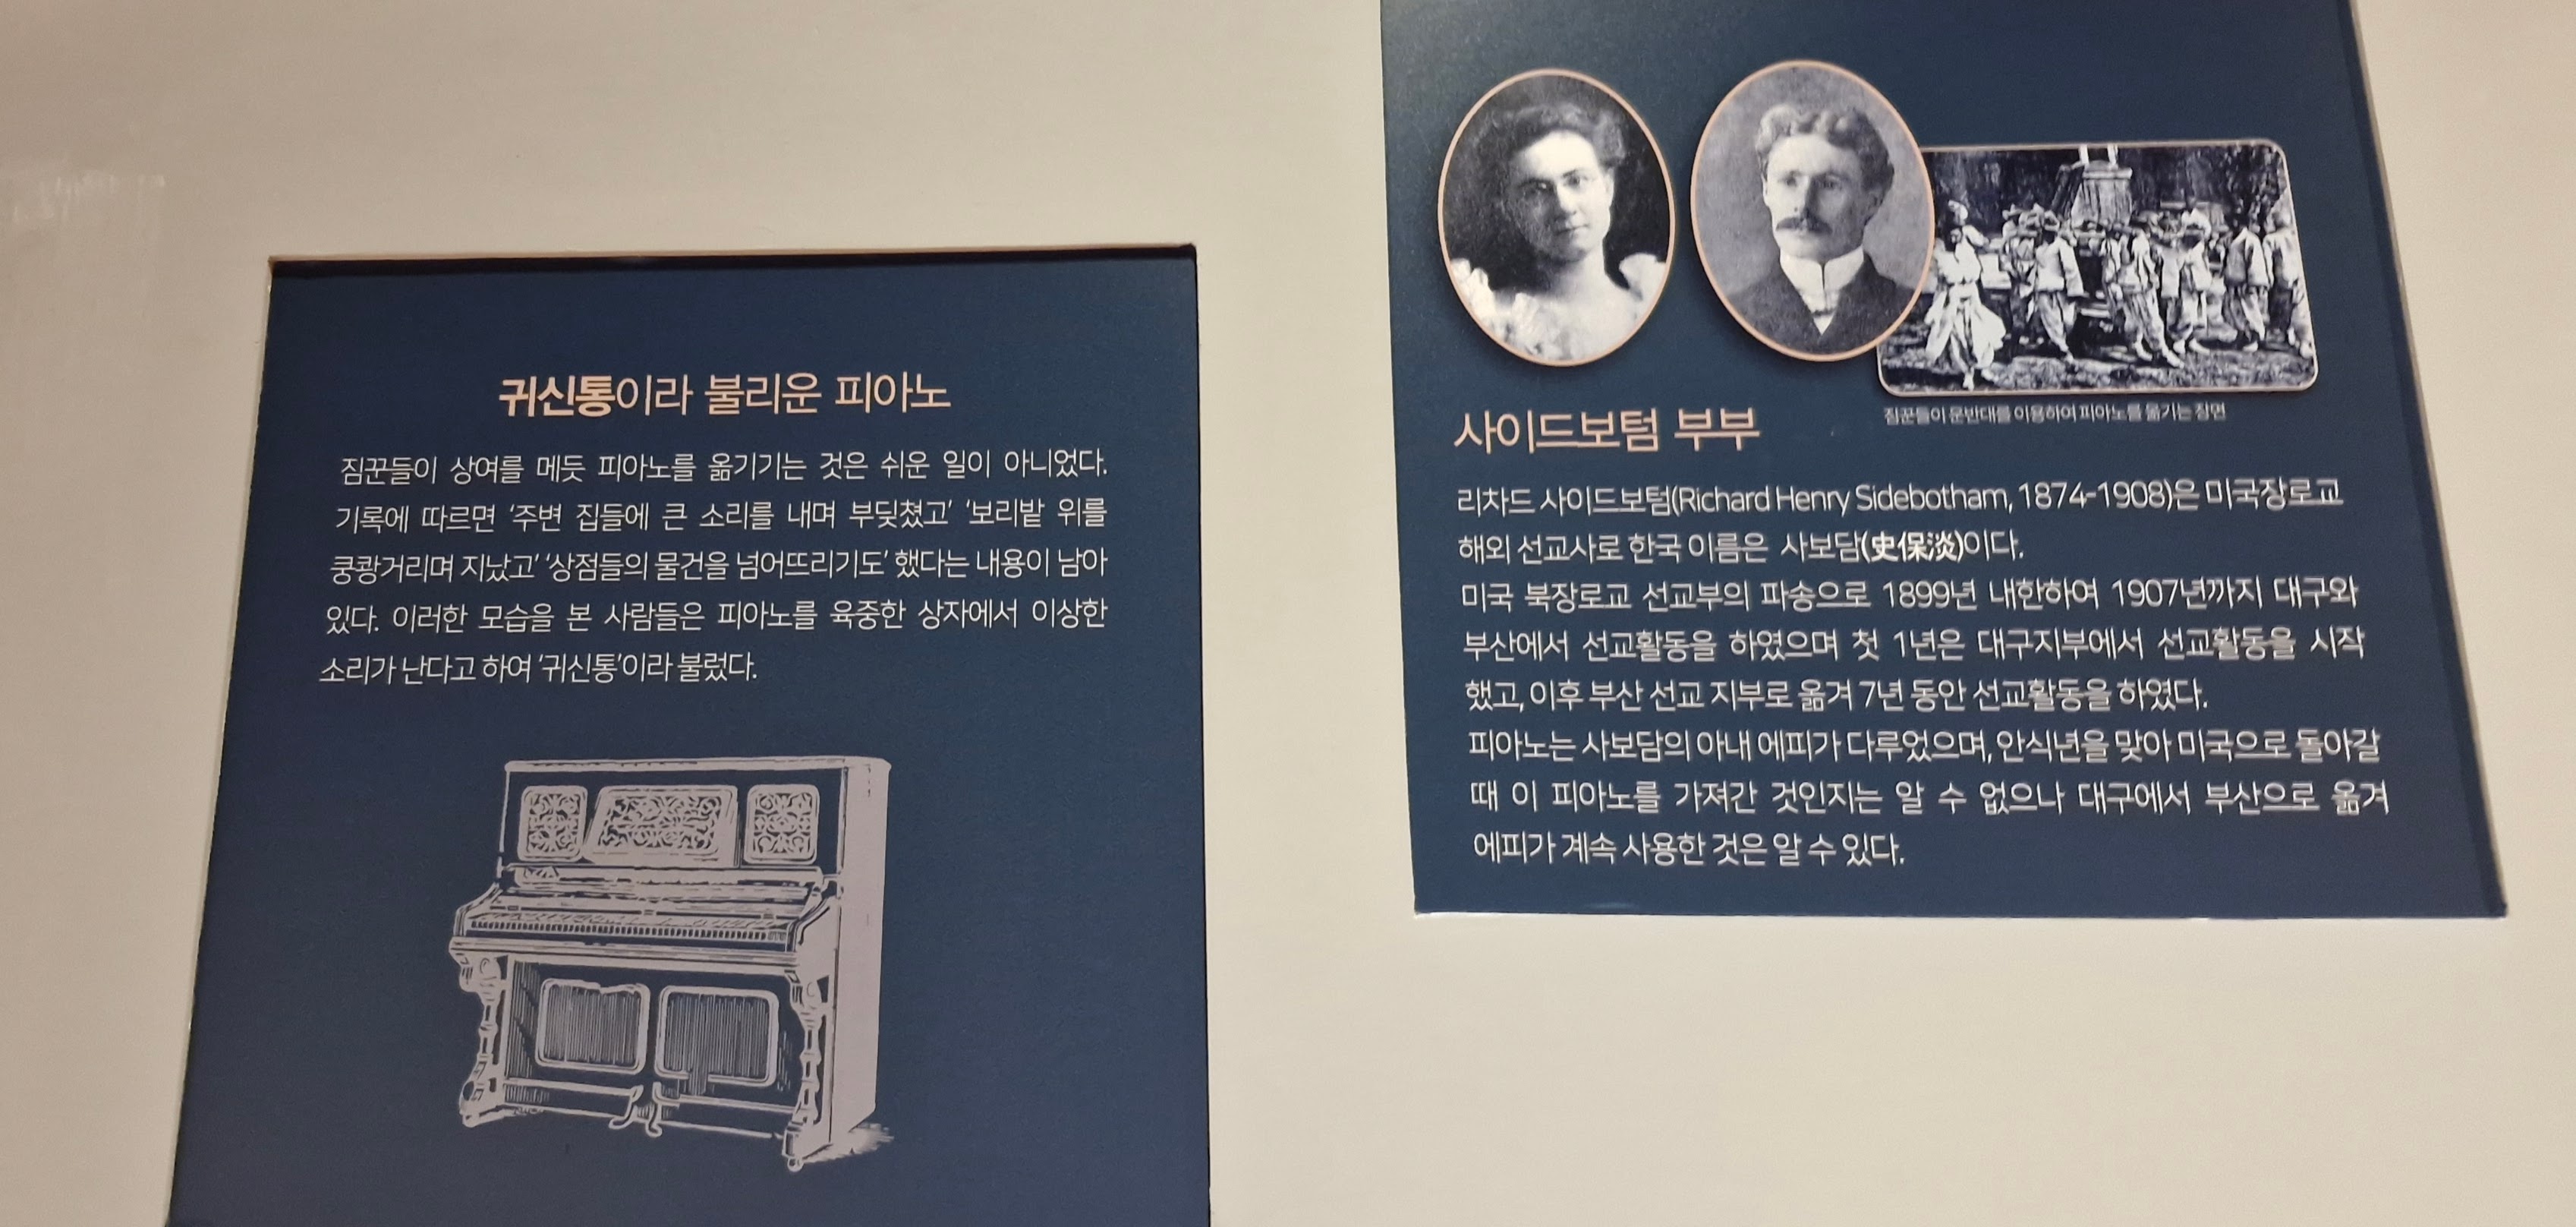 귀신통이라 불리운 피아노
짐꾼들이 상여를 메듯 피아노를 옮기기는 것은 쉬운 일이 아니었다.
기록에 따르면 '주변 집들에 큰 소리를 내며 부딪쳤고' '보리밭 위를
쿵쾅거리며 지났고' '상점들의 물건을 넘어뜨리기도' 했다는 내용이 남아
있다. 이러한 모습을 본 사람들은 피아노를 육중한 상자에서 이상한
소리가 난다고 하여 '귀신통'이라 불렀다.
짐꾼들이 운반대를 이용하여 피아노를 옮기는 장면
사이드보텀 부부
리차드 사이드보텀(Richard Henry Sidebotham, 1874-1908)은 미국장로교
해외 선교사로 한국 이름은 사보담(史保淡)이다.
미국 북장로교 선교부의 파송으로 1899년 내한하여 1907년까지 대구와
부산에서 선교활동을 하였으며 첫 1년은 대구지부에서 선교활동을 시작
했고, 이후 부산 선교 지부로 옮겨 7년 동안 선교활동을 하였다.
피아노는 사보담의 아내 에피가 다루었으며, 안식년을 맞아 미국으로 돌아갈
때 이 피아노를 가져간 것인지는 알 수 없으나 대구에서 부산으로 옮겨
에피가 계속 사용한 것은 알 수 있다.